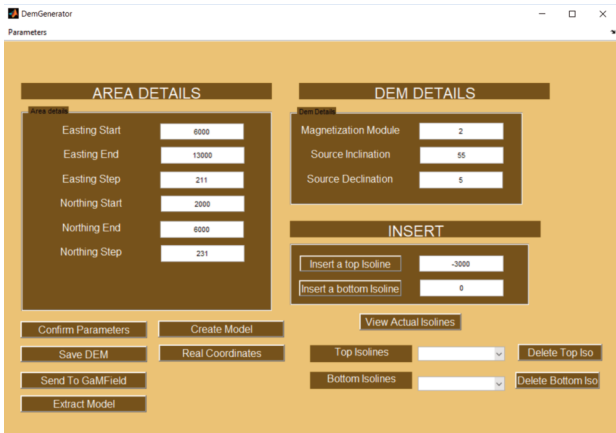 DemGenerator
Parameters
AREA DETAILS
Area details
Easting Start 6000
Easting End 13000
Easting Step 211
Northing Start 2000
Northing End 6000
Northing Step 231
DEM DETAILS
Dem Details
Magnetization Module 2
Source Inclination 55
Source Declination 5
INSERT
Insert a top Isoline -3000
Insert a bottom Isoline 0
View Actual Isolines
Confirm Parameters Create Model
Save DEM Real Coordinates
Send To GaMField
Extract Model
Top Isolines Delete Top Iso
Bottom Isolines Delete Bottom Iso